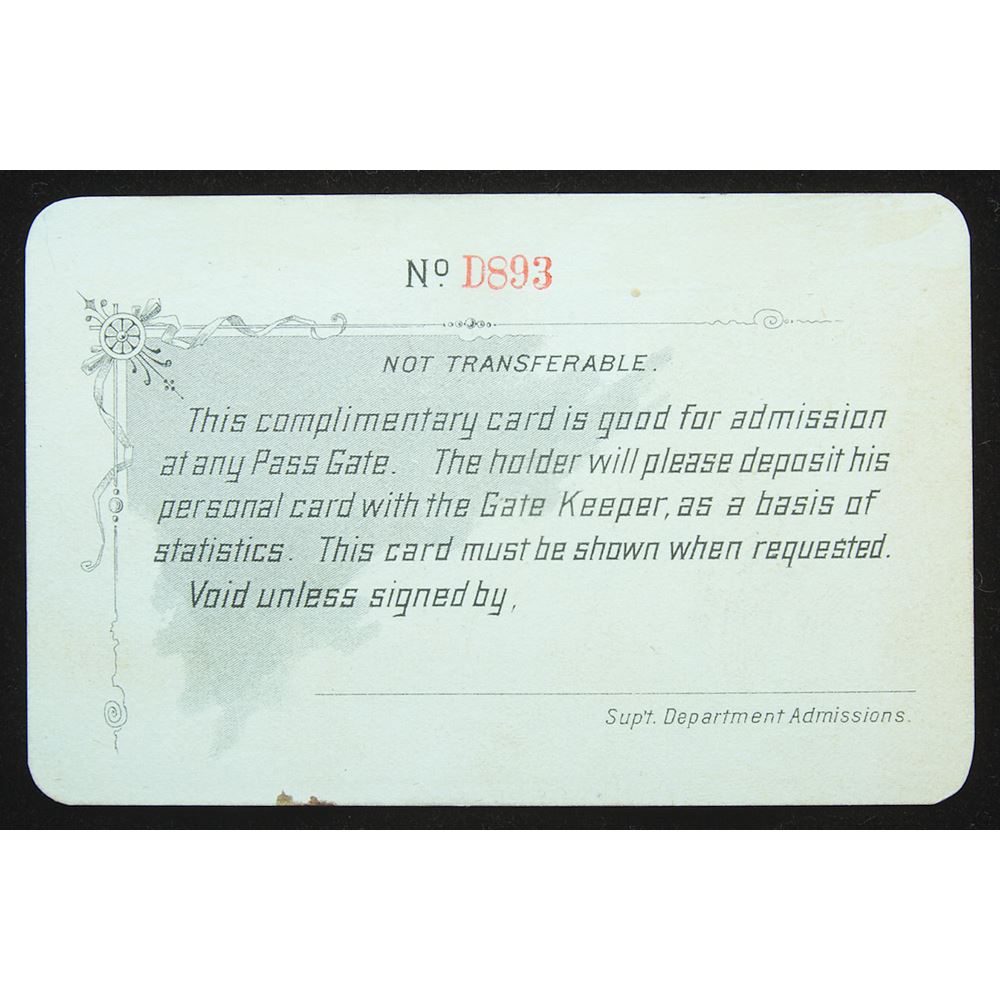 Nº D893
NOT TRANSFERABLE.
This complimentary card is good for admission
at any Pass Gate. The holder will please deposit his
personal card with the Gate Keeper, as a basis of
statistics. This card must be shown when requested.
Void unless signed by,
Sup't. Department Admissions.